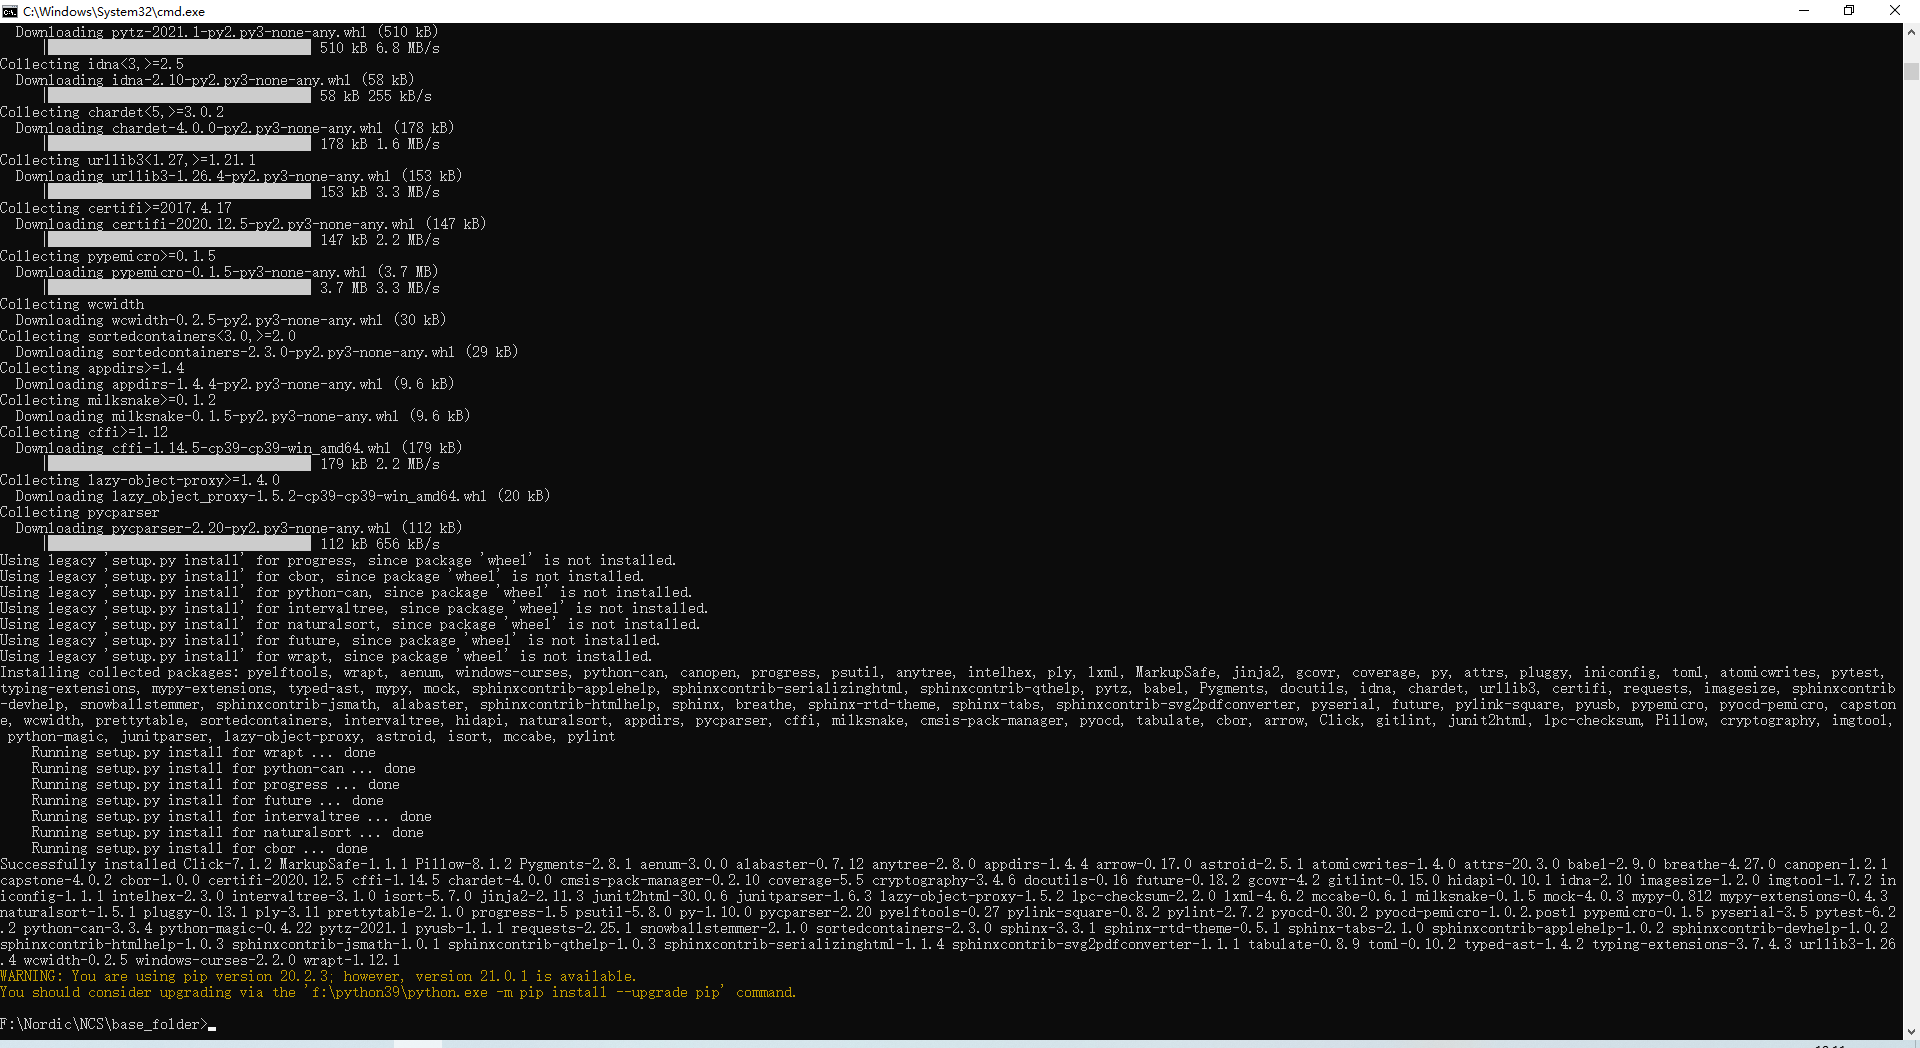 C:\Windows\System32\cmd.exe
Downloading pytz-2021.1-py2.py3-none-any.whl (510 kB)
510 kB 6.8 MB/s
Collecting idna<3,>=2.5
Downloading idna-2.10-py2.py3-none-any.whl (58 kB)
58 kB 255 kB/s
Collecting chardet<5,>=3.0.2
Downloading chardet-4.0.0-py2.py3-none-any.whl (178 kB)
178 kB 1.6 MB/s
Collecting urllib3<1.27,>=1.21.1
Downloading urllib3-1.26.4-py2.py3-none-any.whl (153 kB)
153 kB 3.3 MB/s
Collecting certifi>=2017.4.17
Downloading certifi-2020.12.5-py2.py3-none-any.whl (147 kB)
147 kB 2.2 MB/s
Collecting pypemicro>=0.1.5
Downloading pypemicro-0.1.5-py3-none-any.whl (3.7 MB)
3.7 MB 3.3 MB/s
Collecting wcwidth
Downloading wcwidth-0.2.5-py2.py3-none-any.whl (30 kB)
Collecting sortedcontainers<3.0,>=2.0
Downloading sortedcontainers-2.3.0-py2.py3-none-any.whl (29 kB)
Collecting appdirs>=1.4
Downloading appdirs-1.4.4-py2.py3-none-any.whl (9.6 kB)
Collecting milksnake>=0.1.2
Downloading milksnake-0.1.5-py2.py3-none-any.whl (9.6 kB)
Collecting cffi>=1.12
Downloading cffi-1.14.5-cp39-cp39-win_amd64.whl (179 kB)
179 kB 2.2 MB/s
Collecting lazy-object-proxy>=1.4.0
Downloading lazy_object_proxy-1.5.2-cp39-cp39-win_amd64.whl (20 kB)
Collecting pycparser
Downloading pycparser-2.20-py2.py3-none-any.whl (112 kB)
112 kB 656 kB/s
Using legacy 'setup.py install' for progress, since package 'wheel' is not installed.
Using legacy 'setup.py install' for cbor, since package 'wheel' is not installed.
Using legacy 'setup.py install' for python-can, since package 'wheel' is not installed.
Using legacy 'setup.py install' for intervaltree, since package 'wheel' is not installed.
Using legacy 'setup.py install' for naturalsort, since package 'wheel' is not installed.
Using legacy 'setup.py install' for future, since package 'wheel' is not installed.
Using legacy 'setup.py install' for wrapt, since package 'wheel' is not installed.
Installing collected packages: pyelftools, wrapt, aenum, windows-curses, python-can, canopen, progress, psutil, anytree, intelhex, ply, lxml, MarkupSafe, jinja2, gcovr, coverage, py, attrs, pluggy, iniconfig, toml, atomicwrites, pytest,
typing-extensions, mypy-extensions, typed-ast, mypy, mock, sphinxcontrib-applehelp, sphinxcontrib-serializinghtml, sphinxcontrib-qthelp, pytz, babel, Pygments, docutils, idna, chardet, urllib3, certifi, requests, imagesize, sphinxcontrib
-devhelp, snowballstemmer, sphinxcontrib-jsmath, alabaster, sphinxcontrib-htmlhelp, sphinx, breathe, sphinx-rtd-theme, sphinx-tabs, sphinxcontrib-svg2pdfconverter, pyserial, future, pylink-square, pyusb, pypemicro, pyocd-pemicro, capston
e, wcwidth, prettytable, sortedcontainers, intervaltree, hidapi, naturalsort, appdirs, pycparser, cffi, milksnake, cmsis-pack-manager, pyocd, tabulate, cbor, arrow, Click, gitlint, junit2html, lpc-checksum, Pillow, cryptography, imgtool,
python-magic, junitparser, lazy-object-proxy, astroid, isort, mccabe, pylint
Running setup.py install for wrapt ... done
Running setup.py install for python-can ... done
Running setup.py install for progress ... done
Running setup.py install for future ... done
Running setup.py install for intervaltree ... done
Running setup.py install for naturalsort ... done
Running setup.py install for cbor ... done
Successfully installed Click-7.1.2 MarkupSafe-1.1.1 Pillow-8.1.2 Pygments-2.8.1 aenum-3.0.0 alabaster-0.7.12 anytree-2.8.0 appdirs-1.4.4 arrow-0.17.0 astroid-2.5.1 atomicwrites-1.4.0 attrs-20.3.0 babel-2.9.0 breathe-4.27.0 canopen-1.2.1
capstone-4.0.2 cbor-1.0.0 certifi-2020.12.5 cffi-1.14.5 chardet-4.0.0 cmsis-pack-manager-0.2.10 coverage-5.5 cryptography-3.4.6 docutils-0.16 future-0.18.2 gcovr-4.2 gitlint-0.15.0 hidapi-0.10.1 idna-2.10 imagesize-1.2.0 imgtool-1.7.2 in
iconfig-1.1.1 intelhex-2.3.0 intervaltree-3.1.0 isort-5.7.0 jinja2-2.11.3 junit2html-30.0.6 junitparser-1.6.3 lazy-object-proxy-1.5.2 lpc-checksum-2.2.0 lxml-4.6.2 mccabe-0.6.1 milksnake-0.1.5 mock-4.0.3 mypy-0.812 mypy-extensions-0.4.3
naturalsort-1.5.1 pluggy-0.13.1 ply-3.11 prettytable-2.1.0 progress-1.5 psutil-5.8.0 py-1.10.0 pycparser-2.20 pyelftools-0.27 pylink-square-0.8.2 pylint-2.7.2 pyocd-0.30.2 pyocd-pemicro-1.0.2.post1 pypemicro-0.1.5 pyserial-3.5 pytest-6.2
.2 python-can-3.3.4 python-magic-0.4.22 pytz-2021.1 pyusb-1.1.1 requests-2.25.1 snowballstemmer-2.1.0 sortedcontainers-2.3.0 sphinx-3.3.1 sphinx-rtd-theme-0.5.1 sphinx-tabs-2.1.0 sphinxcontrib-applehelp-1.0.2 sphinxcontrib-devhelp-1.0.2
sphinxcontrib-htmlhelp-1.0.3 sphinxcontrib-jsmath-1.0.1 sphinxcontrib-qthelp-1.0.3 sphinxcontrib-serializinghtml-1.1.4 sphinxcontrib-svg2pdfconverter-1.1.1 tabulate-0.8.9 toml-0.10.2 typed-ast-1.4.2 typing-extensions-3.7.4.3 urllib3-1.26
.4 wcwidth-0.2.5 windows-curses-2.2.0 wrapt-1.12.1
WARNING: You are using pip version 20.2.3; however, version 21.0.1 is available.
You should consider upgrading via the 'f:\python39\python.exe -m pip install --upgrade pip' command.
F:\Nordic\NCS\base_folder>